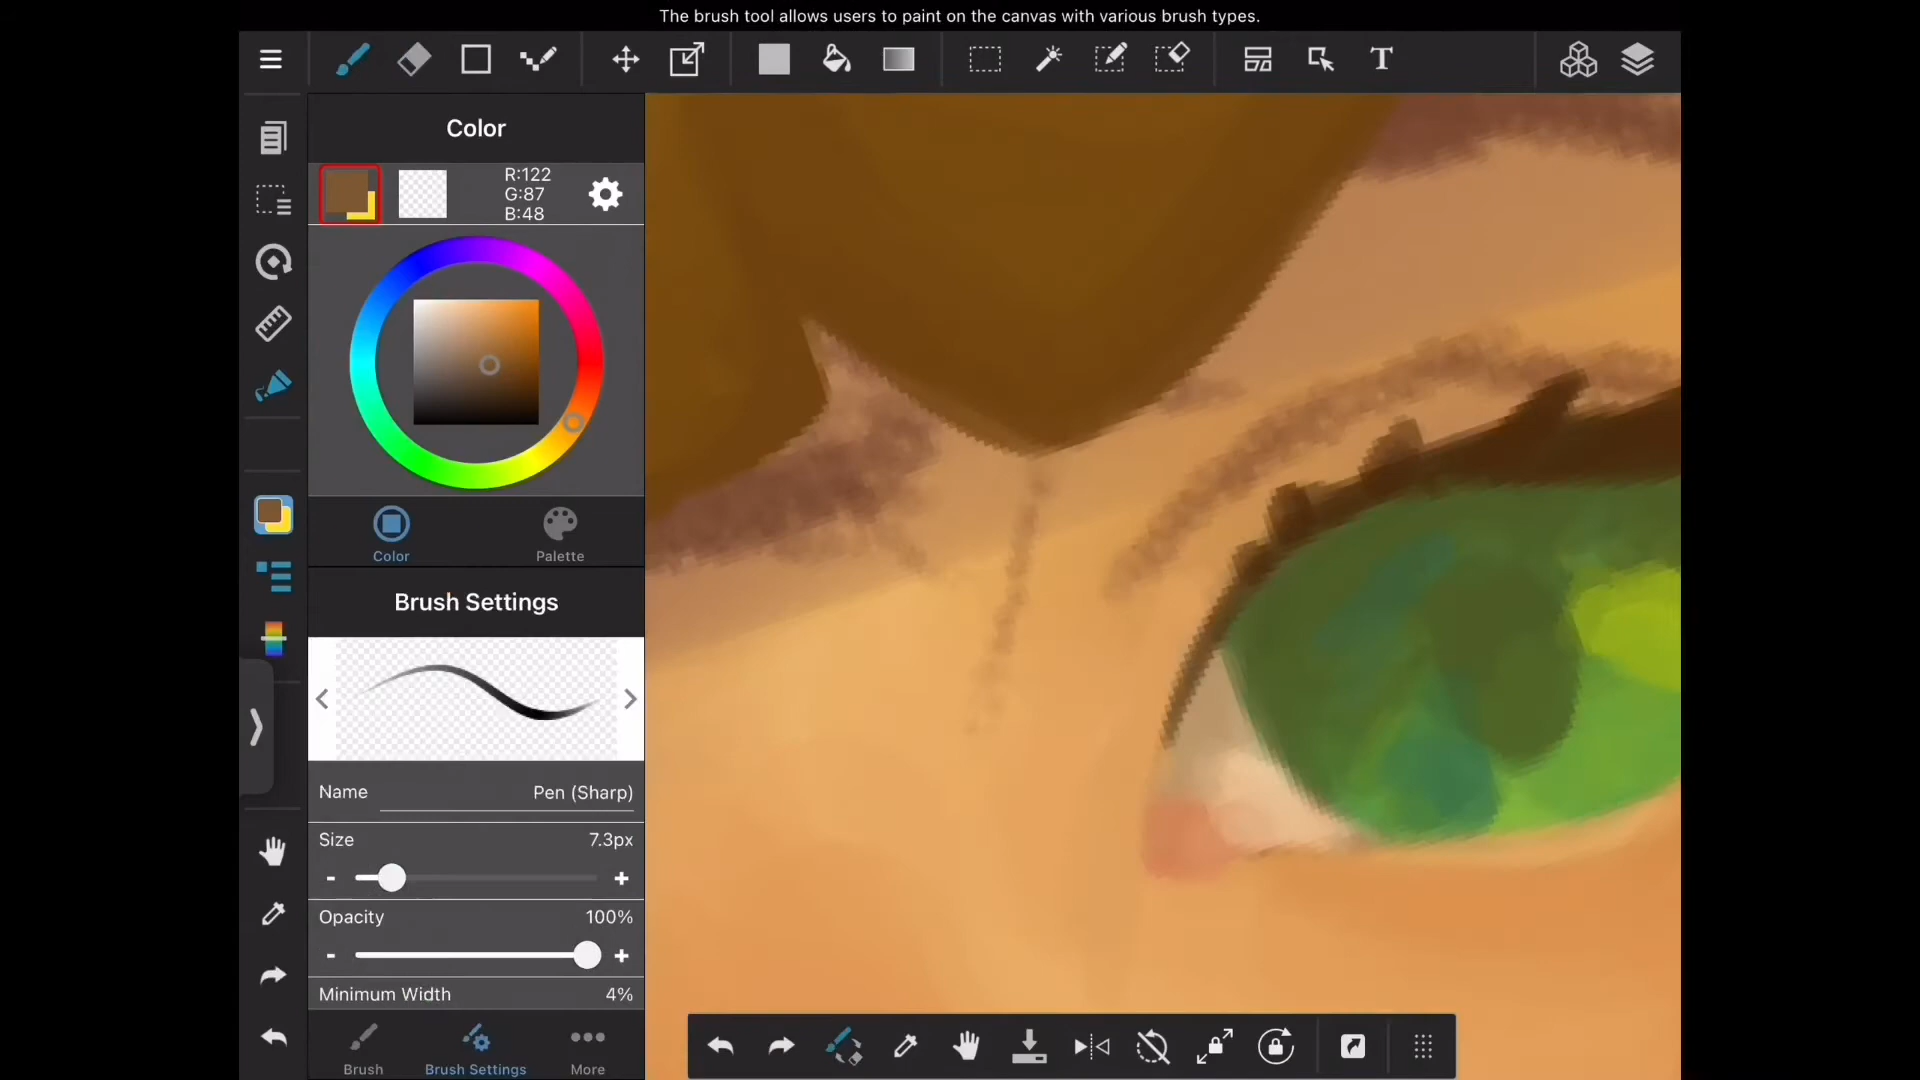 The brush tool allows users to paint on the canvas with various brush types.
T
Color
R:122
G:87
B:48
Color
Palette
Brush Settings
Name
Pen (Sharp)
Size
7.3px
-
+
Opacity
100%
-
+
Minimum Width
4%
Brush
Brush Settings
More